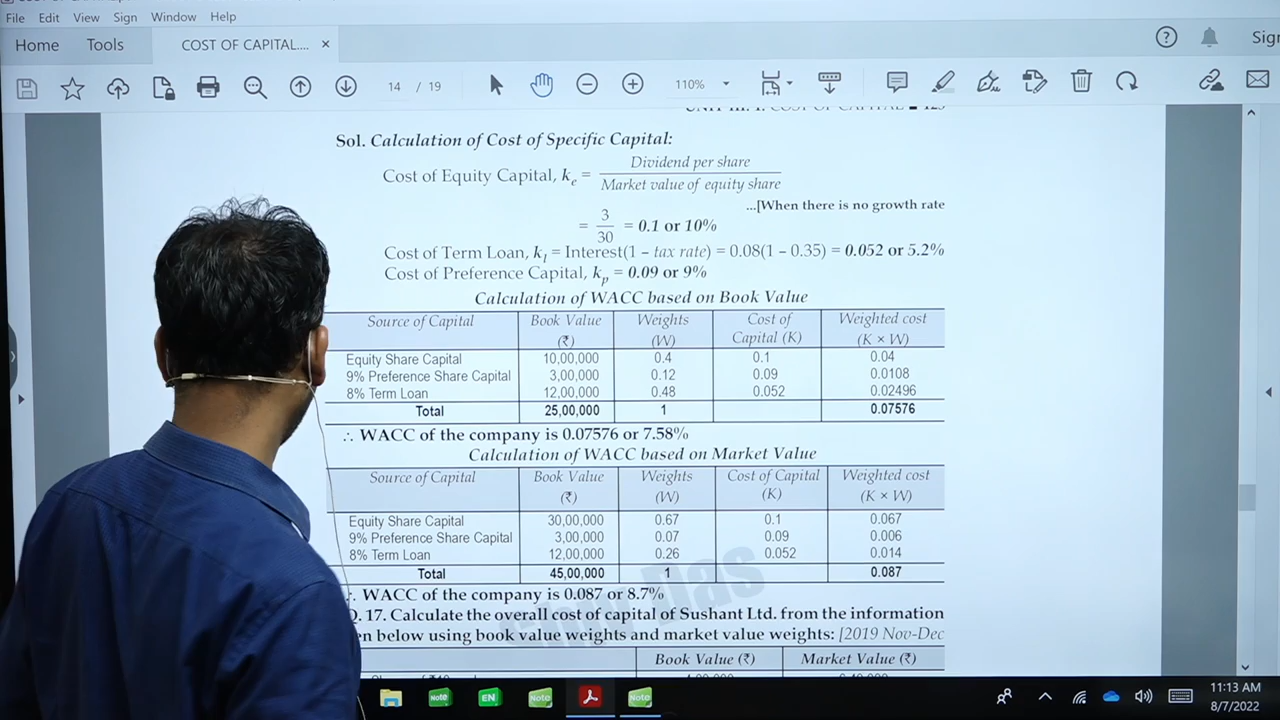 File Edit View Sign Window Help
Home Tools COST OF CAPITAL.... ×
14 / 19 110%
Sol. Calculation of Cost of Specific Capital:
Cost of Equity Capital, kₑ = Dividend per share / Market value of equity share
...[When there is no growth rate
= 3/30 = 0.1 or 10%
Cost of Term Loan, kₗ = Interest(1 – tax rate) = 0.08(1 – 0.35) = 0.052 or 5.2%
Cost of Preference Capital, kₚ = 0.09 or 9%
Calculation of WACC based on Book Value
Source of Capital Book Value (₹) Weights (W) Cost of Capital (K) Weighted cost (K × W)
Equity Share Capital 10,00,000 0.4 0.1 0.04
9% Preference Share Capital 3,00,000 0.12 0.09 0.0108
8% Term Loan 12,00,000 0.48 0.052 0.02496
Total 25,00,000 1 0.07576
∴ WACC of the company is 0.07576 or 7.58%
Calculation of WACC based on Market Value
Source of Capital Book Value (₹) Weights (W) Cost of Capital (K) Weighted cost (K × W)
Equity Share Capital 30,00,000 0.67 0.1 0.067
9% Preference Share Capital 3,00,000 0.07 0.09 0.006
8% Term Loan 12,00,000 0.26 0.052 0.014
Total 45,00,000 1 0.087
WACC of the company is 0.087 or 8.7%
17. Calculate the overall cost of capital of Sushant Ltd. from the information
below using book value weights and market value weights: [2019 Nov-Dec
Book Value (₹) Market Value (₹)
Note EN Note Note
11:13 AM
8/7/2022